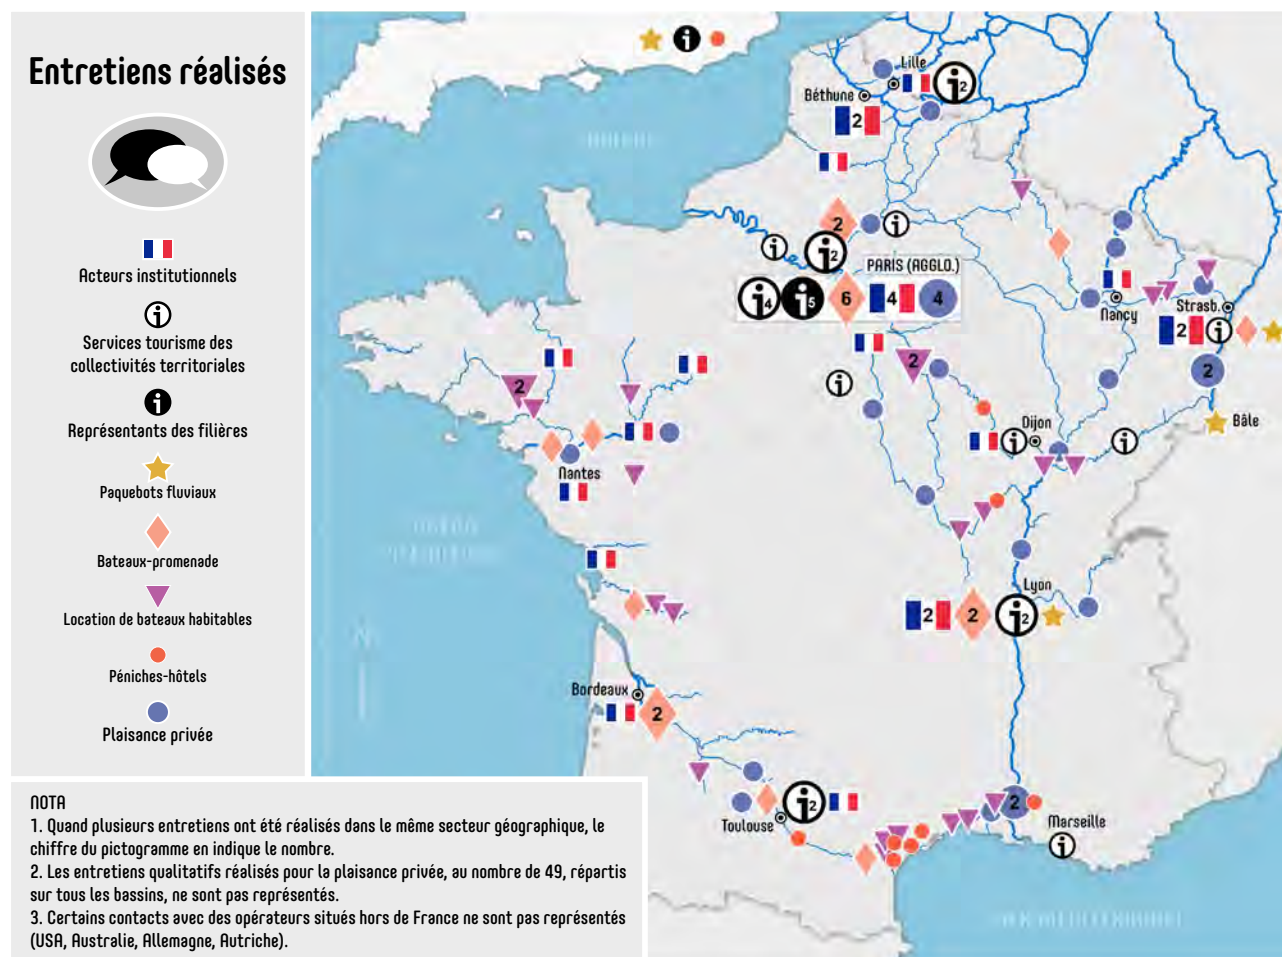 Entretiens réalisés
Acteurs institutionnels
Services tourisme des
collectivités territoriales
Représentants des filières
Paquebots fluviaux
Bateaux-promenade
Location de bateaux habitables
Péniches-hôtels
Plaisance privée
NOTA
1. Quand plusieurs entretiens ont été réalisés dans le même secteur géographique, le
chiffre du pictogramme en indique le nombre.
2. Les entretiens qualitatifs réalisés pour la plaisance privée, au nombre de 49, répartis
sur tous les bassins, ne sont pas représentés.
3. Certains contacts avec des opérateurs situés hors de France ne sont pas représentés
(USA, Australie, Allemagne, Autriche).
Lille
2
Béthune
2
2
2
PARIS (AGGLO.)
4
5
6
4
4
Nancy
Strasb.
2
2
Bâle
2
2
Dijon
Nantes
Lyon
2
2
2
Bordeaux
2
2
Toulouse
2
Marseille